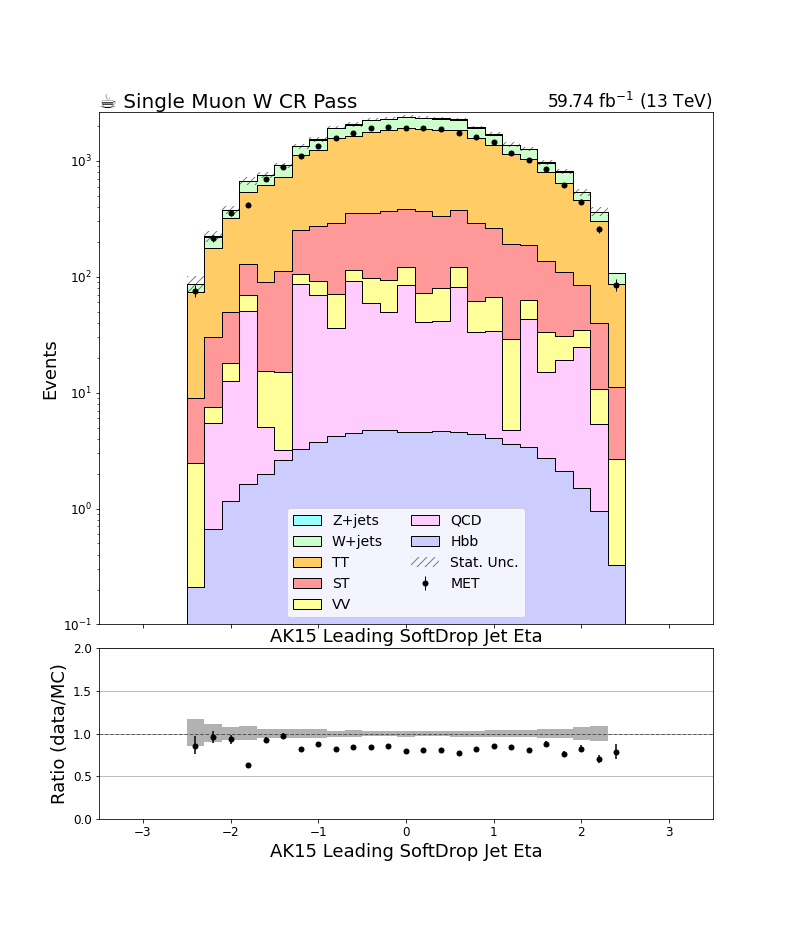 ☕ Single Muon W CR Pass 59.74 fb⁻¹ (13 TeV)
Events
10³
10²
10¹
10⁰
10⁻¹
Z+jets
W+jets
TT
ST
VV
QCD
Hbb
Stat. Unc.
MET
AK15 Leading SoftDrop Jet Eta
Ratio (data/MC)
2.0
1.5
1.0
0.5
0.0
−3 −2 −1 0 1 2 3
AK15 Leading SoftDrop Jet Eta